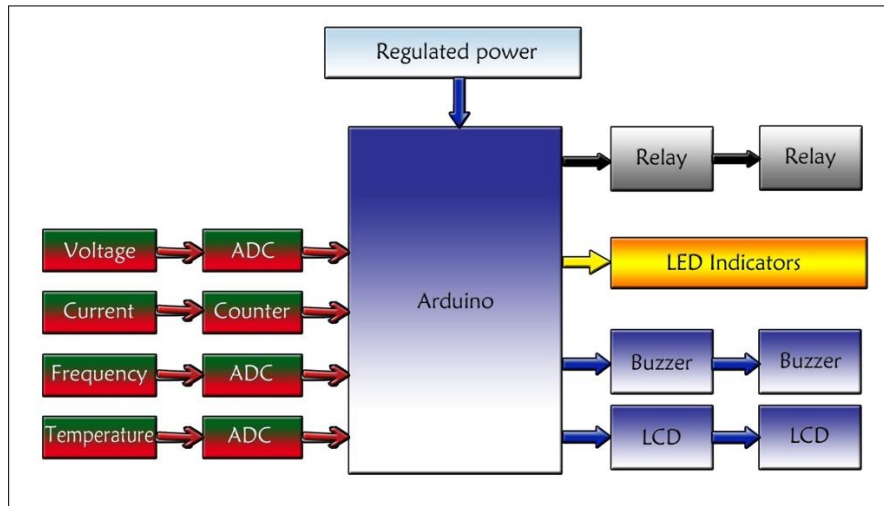 Regulated power
Relay
Relay
Voltage
ADC
LED Indicators
Current
Counter
Arduino
Frequency
ADC
Buzzer
Buzzer
Temperature
ADC
LCD
LCD